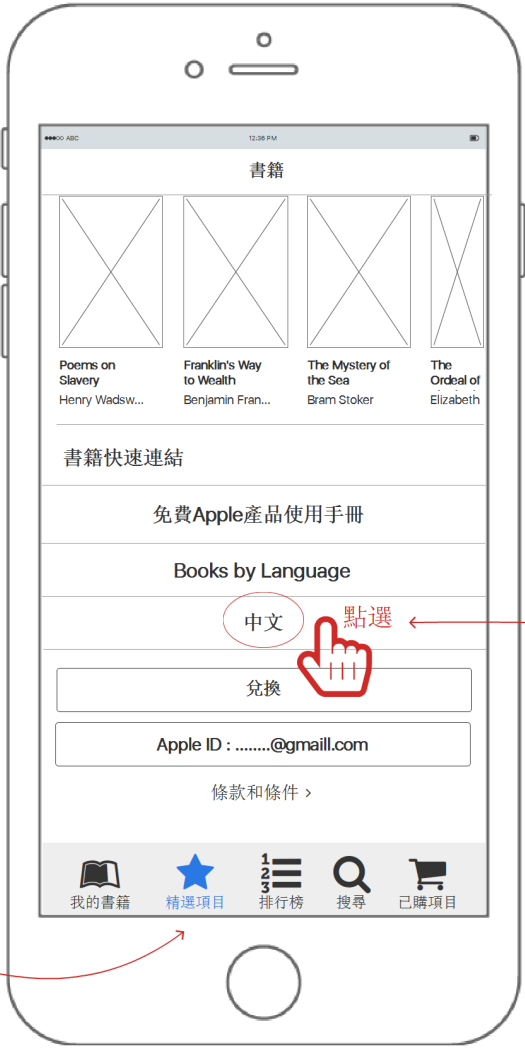 ABC 12:36 PM
書籍
Poems on Slavery
Henry Wadsw...
Franklin's Way to Wealth
Benjamin Fran...
The Mystery of the Sea
Bram Stoker
The Ordeal of
Elizabeth
書籍快速連結
免費Apple產品使用手冊
Books by Language
中文 點選
兌換
Apple ID : ........@gmaill.com
條款和條件 >
1
2
3
我的書籍 精選項目 排行榜 搜尋 已購項目